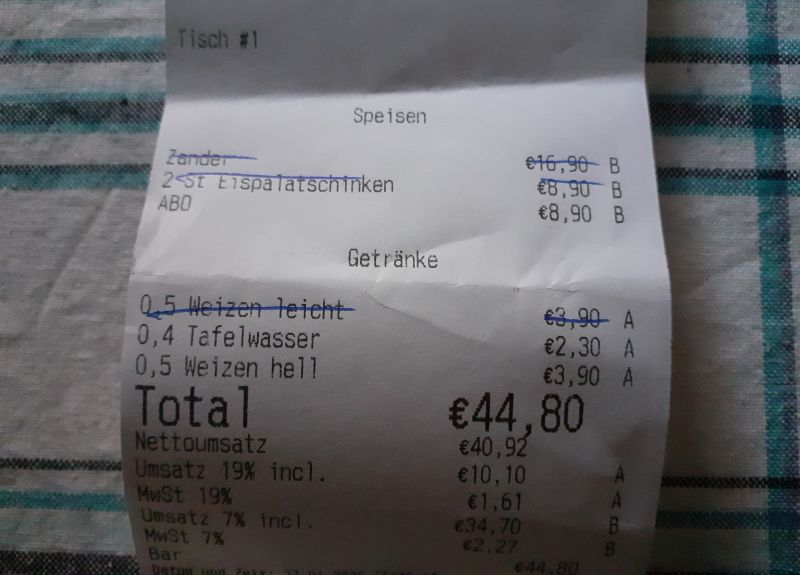 Tisch #1
Speisen
Zander €16,90 B
2 St Eispalatschinken €8,90 B
ABO €8,90 B
Getränke
0,5 Weizen leicht €3,90 A
0,4 Tafelwasser €2,30 A
0,5 Weizen hell €3,90 A
Total €44,80
Nettoumsatz €40,92
Umsatz 19% incl. €10,10 A
MwSt 19% €1,61 A
Umsatz 7% incl. €34,70 B
MwSt 7% €2,27 B
Bar €44,80
Datum und Zeit: